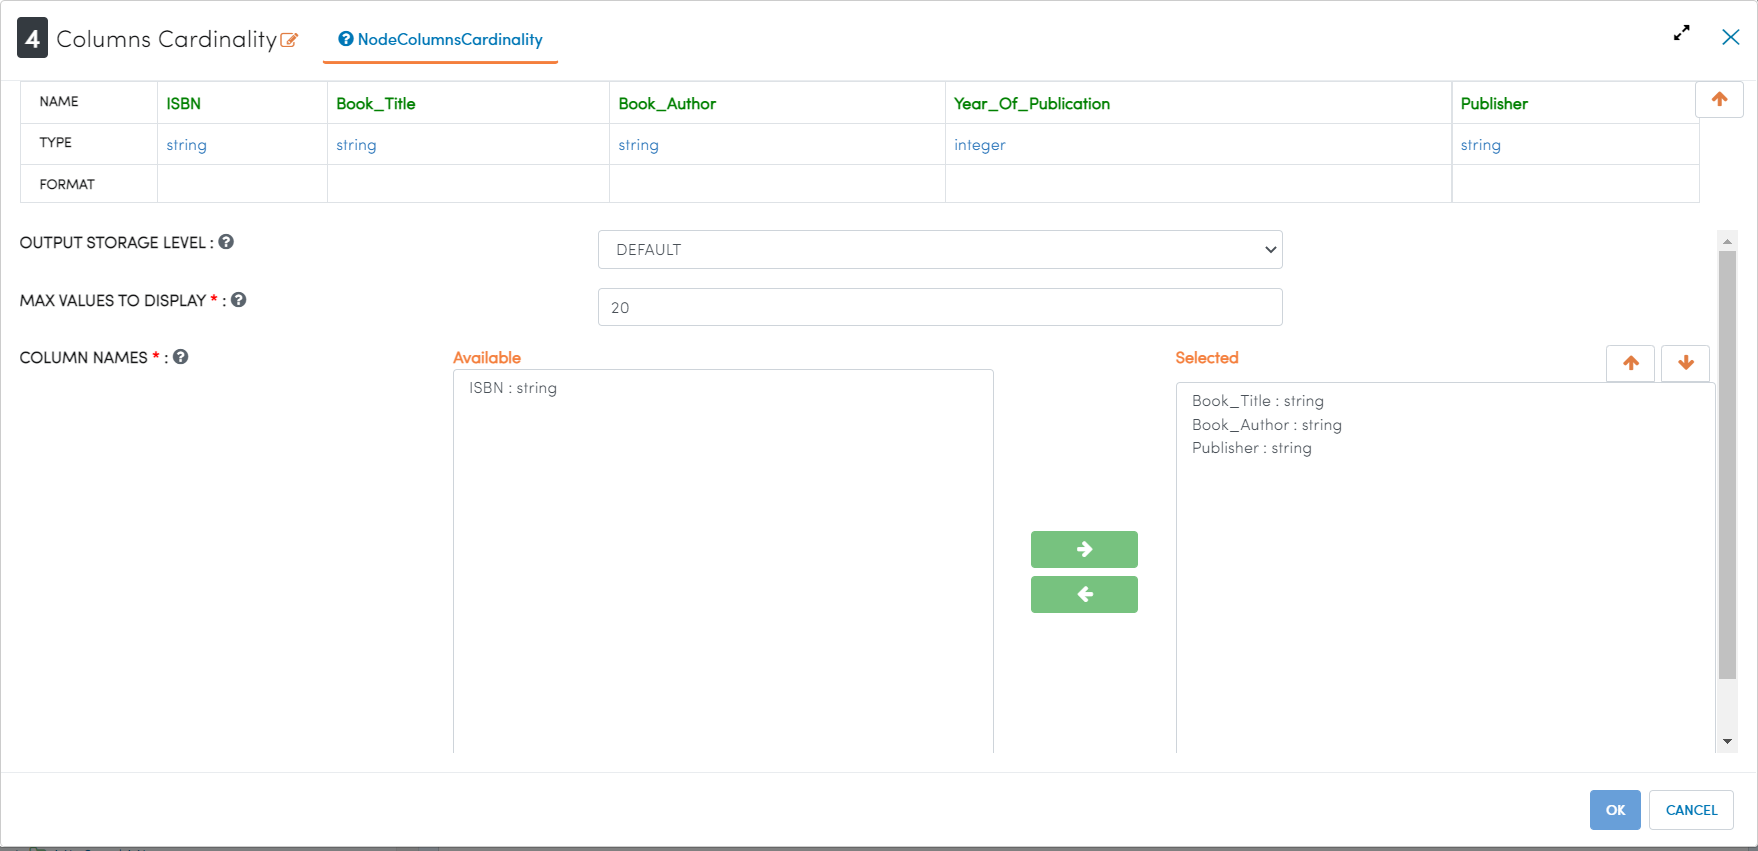 4 Columns Cardinality NodeColumnsCardinality
NAME ISBN Book_Title Book_Author Year_Of_Publication Publisher
TYPE string string string integer string
FORMAT
OUTPUT STORAGE LEVEL :
DEFAULT
MAX VALUES TO DISPLAY * :
20
COLUMN NAMES * :
Available
ISBN : string
Selected
Book_Title : string
Book_Author : string
Publisher : string
OK CANCEL